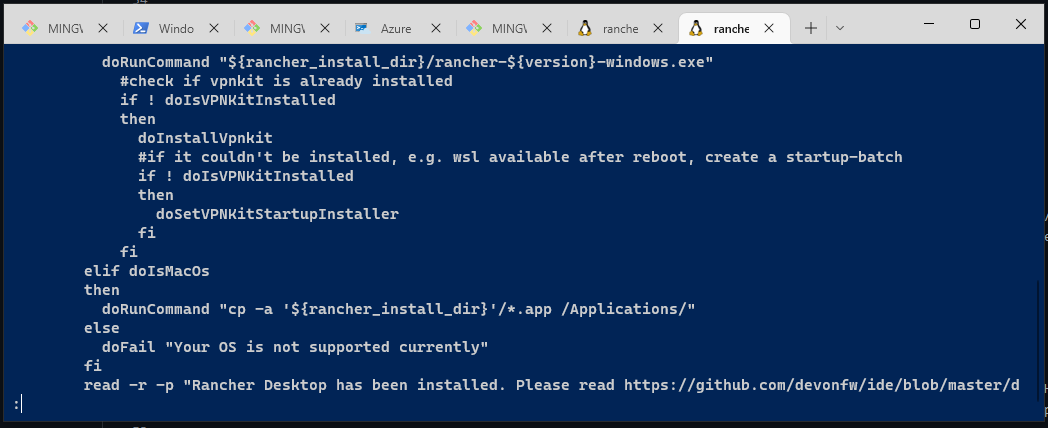 MINGV
Windo
MINGV
Azure
MINGV
ranche
ranche
doRunCommand "${rancher_install_dir}/rancher-${version}-windows.exe"
#check if vpnkit is already installed
if ! doIsVPNKitInstalled
then
doInstallVpnkit
#if it couldn't be installed, e.g. wsl available after reboot, create a startup-batch
if ! doIsVPNKitInstalled
then
doSetVPNKitStartupInstaller
fi
fi
elif doIsMacOs
then
doRunCommand "cp -a '${rancher_install_dir}'/*.app /Applications/"
else
doFail "Your OS is not supported currently"
fi
read -r -p "Rancher Desktop has been installed. Please read https://github.com/devonfw/ide/blob/master/d
: